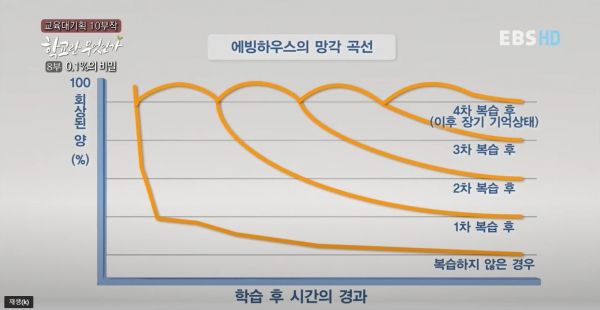 교육대기획 10부작
학교란 무엇인가
8부 0.1%의 비밀
EBS HD
에빙하우스의 망각 곡선
100
회상된 양 (%)
4차 복습 후
(이후 장기 기억상태)
3차 복습 후
2차 복습 후
1차 복습 후
복습하지 않은 경우
학습 후 시간의 경과
재생(k)